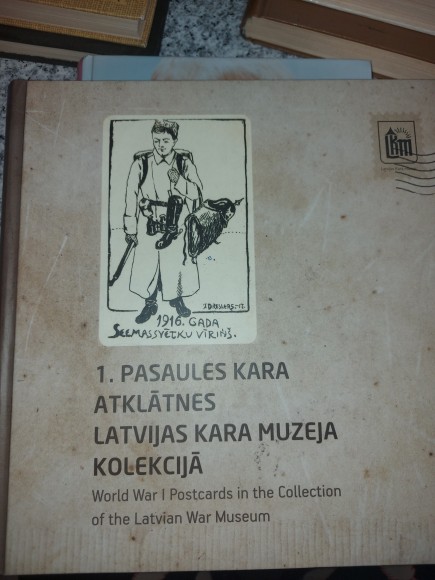 1916. GADA
SEEMASSVĒTKU VĪRIŅŠ.
1. PASAULES KARA
ATKLĀTNES
LATVIJAS KARA MUZEJA
KOLEKCIJĀ
World War I Postcards in the Collection
of the Latvian War Museum